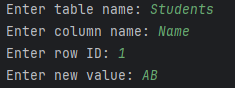 Enter table name: Students
Enter column name: Name
Enter row ID: 1
Enter new value: AB